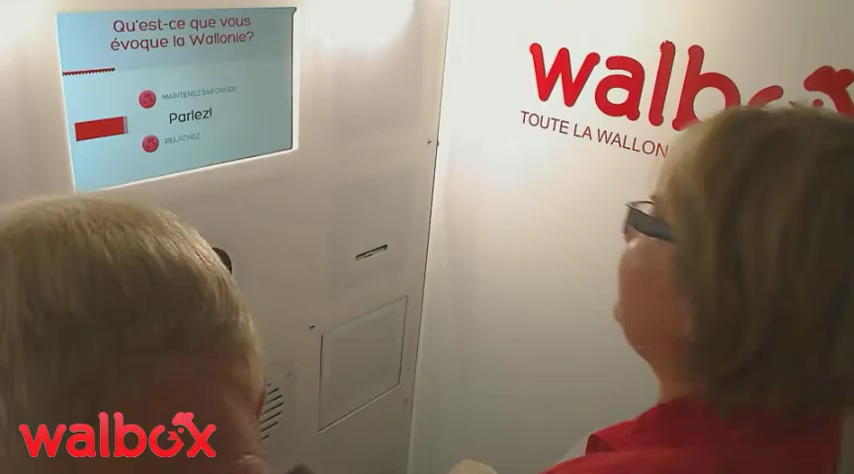 Qu'est-ce que vous
évoque la Wallonie?
MAINTENEZ ENFONCER
Parlez!
RELÂCHEZ
walbox
TOUTE LA WALLON
walbox